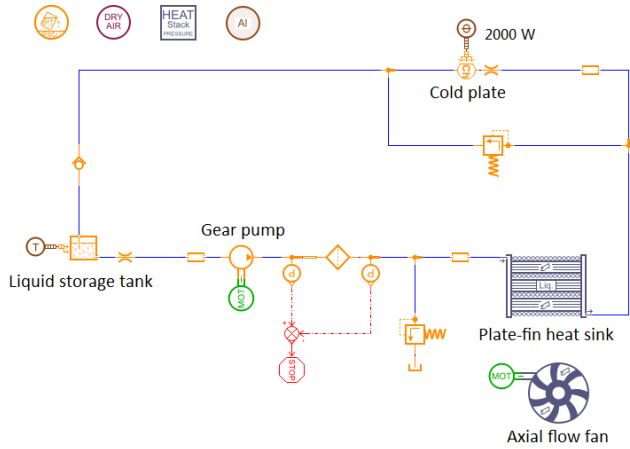 DRY
AIR
HEAT
Stack
PRESSURE
Al
2000 W
Cold plate
Gear pump
T
Liquid storage tank
MOT
P
P
STOP
Liq.
Plate-fin heat sink
MOT
Axial flow fan